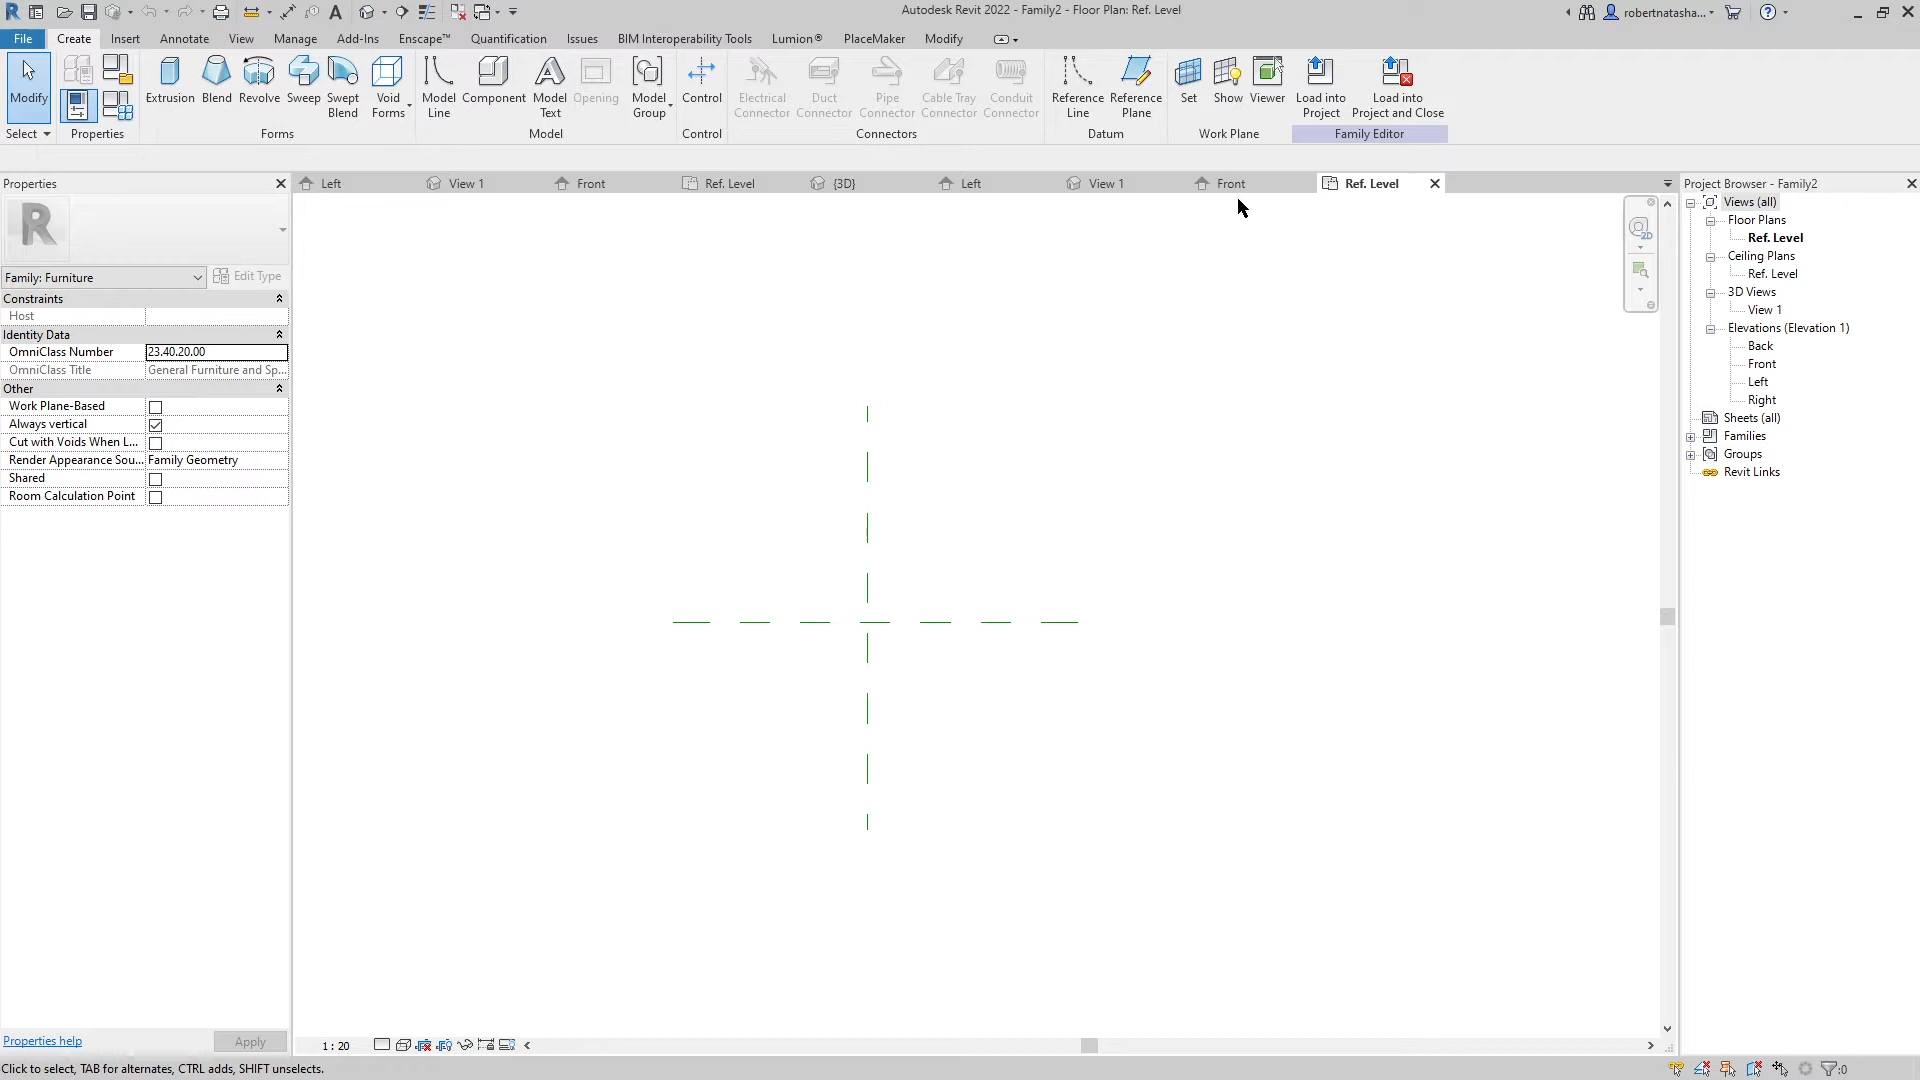 Autodesk Revit 2022 - Family2 - Floor Plan: Ref. Level
robertnatasha...
File Create Insert Annotate View Manage Add-Ins Enscape™ Quantification Issues BIM Interoperability Tools Lumion® PlaceMaker Modify
Modify
Extrusion Blend Revolve Sweep Swept Blend Void Forms
Model Line Component Model Text Opening Model Group
Control
Electrical Connector Duct Connector Pipe Connector Cable Tray Connector Conduit Connector
Reference Line Reference Plane
Set Show Viewer
Load into Project Load into Project and Close
Select Properties Forms Model Control Connectors Datum Work Plane Family Editor
Properties
Left View 1 Front Ref. Level {3D} Left View 1 Front Ref. Level
Project Browser - Family2
R
Family: Furniture
Edit Type
Constraints
Host
Identity Data
OmniClass Number 23.40.20.00
OmniClass Title General Furniture and Sp...
Other
Work Plane-Based
Always vertical
Cut with Voids When L...
Render Appearance Sou... Family Geometry
Shared
Room Calculation Point
2D
Views (all)
Floor Plans
Ref. Level
Ceiling Plans
Ref. Level
3D Views
View 1
Elevations (Elevation 1)
Back
Front
Left
Right
Sheets (all)
Families
Groups
Revit Links
Properties help
Apply
1 : 20
Click to select, TAB for alternates, CTRL adds, SHIFT unselects.
:0